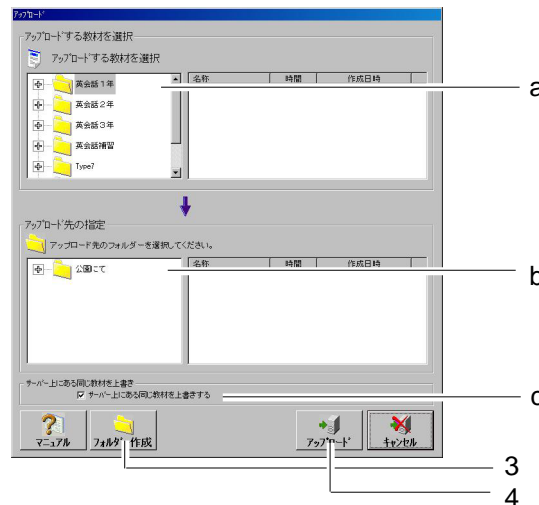 アップロード
アップロードする教材を選択
アップロードする教材を選択
英会話1年
英会話2年
英会話3年
英会話補習
Type7
名称 時間 作成日時
a
アップロード先の指定
アップロード先のフォルダーを選択してください。
公園にて
名称 時間 作成日時
b
サーバー上にある同じ教材を上書き
サーバー上にある同じ教材を上書きする
c
マニュアル
フォルダ作成
アップロード
キャンセル
3
4